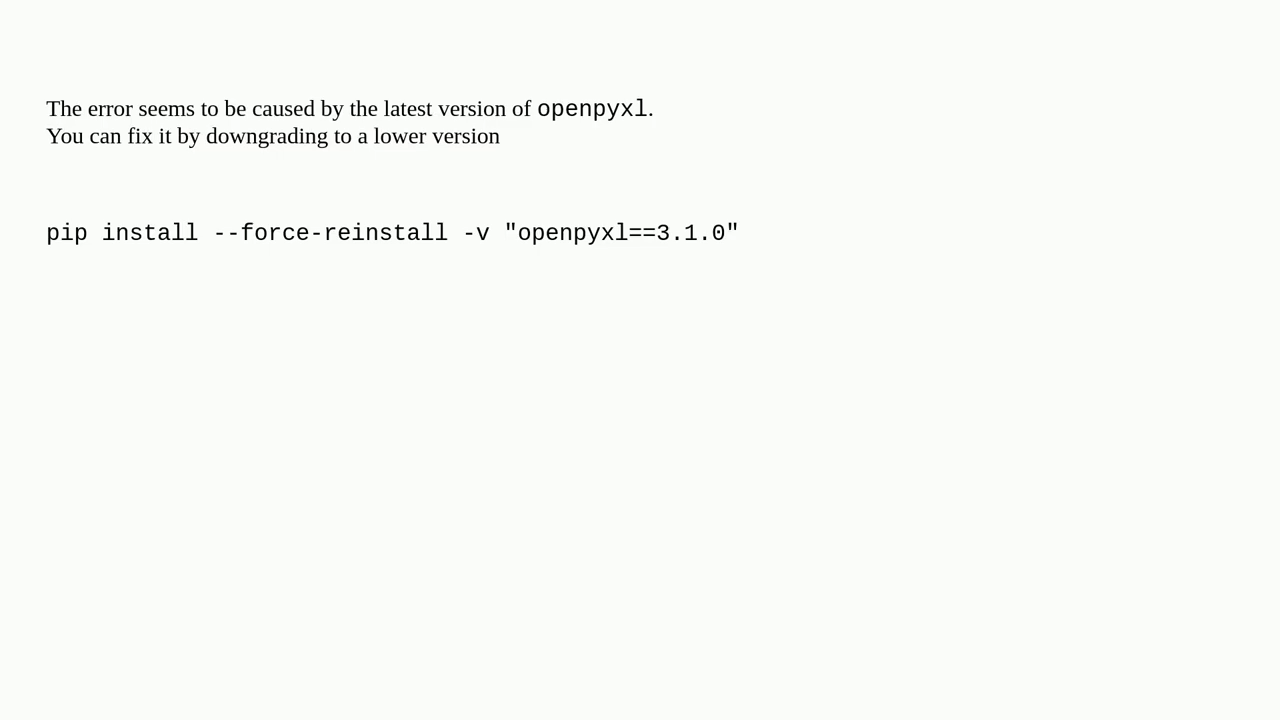 The error seems to be caused by the latest version of openpyxl.
You can fix it by downgrading to a lower version
pip install --force-reinstall -v "openpyxl==3.1.0"